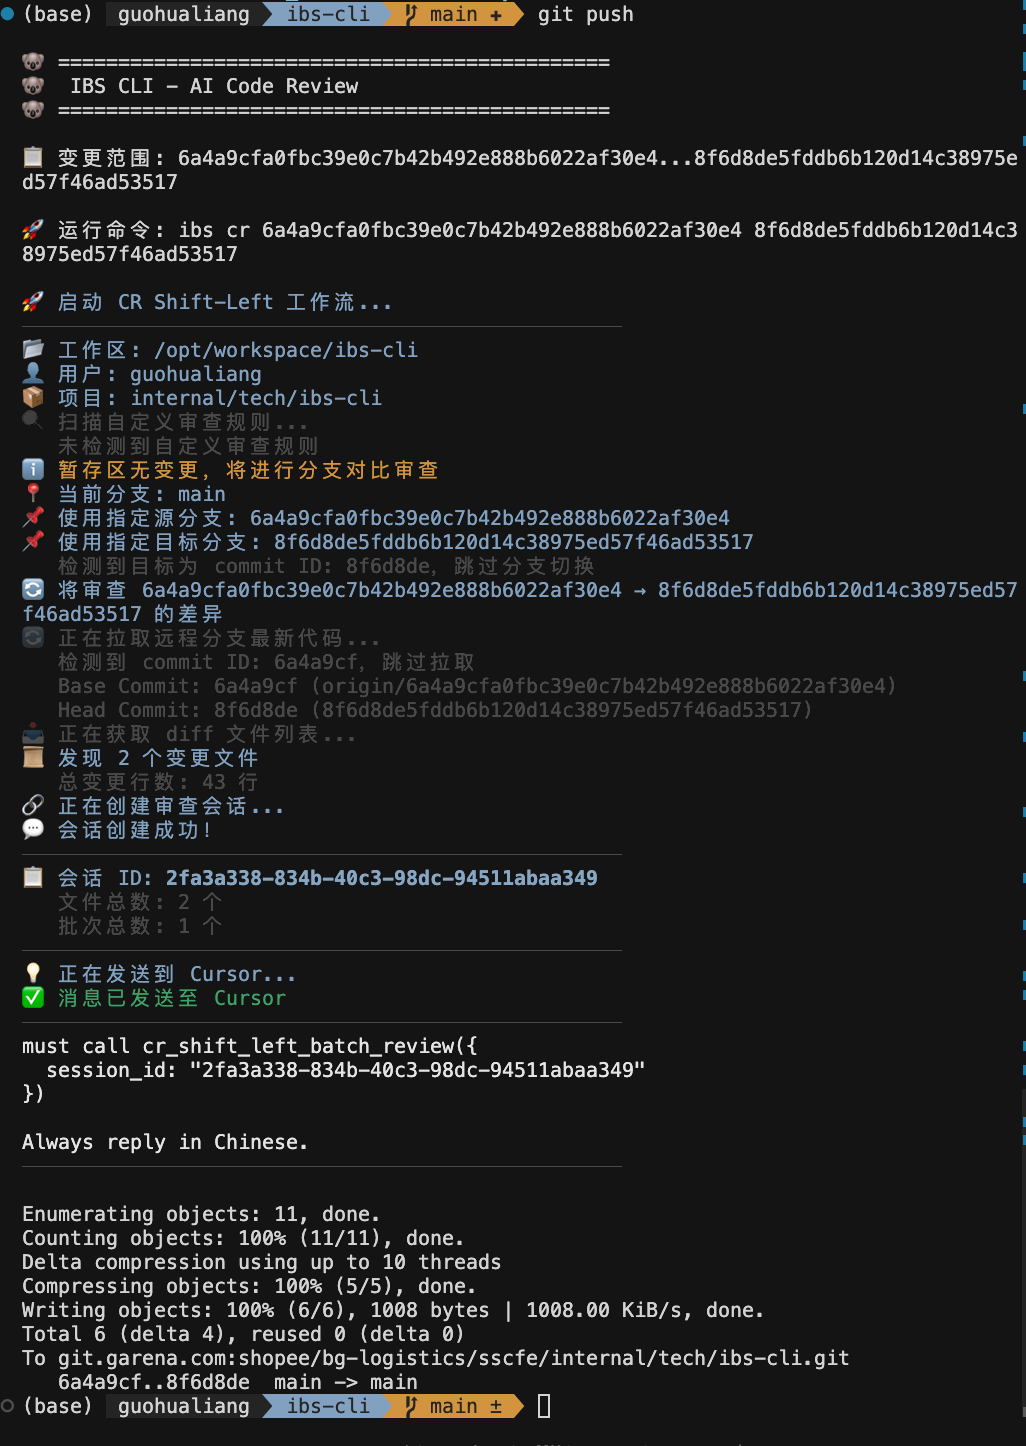 (base) guohualiang ibs-cli main + git push
==============================================
IBS CLI - AI Code Review
==============================================
变更范围: 6a4a9cfa0fbc39e0c7b42b492e888b6022af30e4...8f6d8de5fddb6b120d14c38975e
d57f46ad53517
运行命令: ibs cr 6a4a9cfa0fbc39e0c7b42b492e888b6022af30e4 8f6d8de5fddb6b120d14c3
8975ed57f46ad53517
启动 CR Shift-Left 工作流...
工作区: /opt/workspace/ibs-cli
用户: guohualiang
项目: internal/tech/ibs-cli
扫描自定义审查规则...
未检测到自定义审查规则
暂存区无变更, 将进行分支对比审查
当前分支: main
使用指定源分支: 6a4a9cfa0fbc39e0c7b42b492e888b6022af30e4
使用指定目标分支: 8f6d8de5fddb6b120d14c38975ed57f46ad53517
检测到目标为 commit ID: 8f6d8de, 跳过分支切换
将审查 6a4a9cfa0fbc39e0c7b42b492e888b6022af30e4 → 8f6d8de5fddb6b120d14c38975ed57
f46ad53517 的差异
正在拉取远程分支最新代码...
检测到 commit ID: 6a4a9cf, 跳过拉取
Base Commit: 6a4a9cf (origin/6a4a9cfa0fbc39e0c7b42b492e888b6022af30e4)
Head Commit: 8f6d8de (8f6d8de5fddb6b120d14c38975ed57f46ad53517)
正在获取 diff 文件列表...
发现 2 个变更文件
总变更行数: 43 行
正在创建审查会话...
会话创建成功!
会话 ID: 2fa3a338-834b-40c3-98dc-94511abaa349
文件总数: 2 个
批次总数: 1 个
正在发送到 Cursor...
消息已发送至 Cursor
must call cr_shift_left_batch_review({
session_id: "2fa3a338-834b-40c3-98dc-94511abaa349"
})
Always reply in Chinese.
Enumerating objects: 11, done.
Counting objects: 100% (11/11), done.
Delta compression using up to 10 threads
Compressing objects: 100% (5/5), done.
Writing objects: 100% (6/6), 1008 bytes | 1008.00 KiB/s, done.
Total 6 (delta 4), reused 0 (delta 0)
To git.garena.com:shopee/bg-logistics/sscfe/internal/tech/ibs-cli.git
6a4a9cf..8f6d8de main -> main
(base) guohualiang ibs-cli main ±